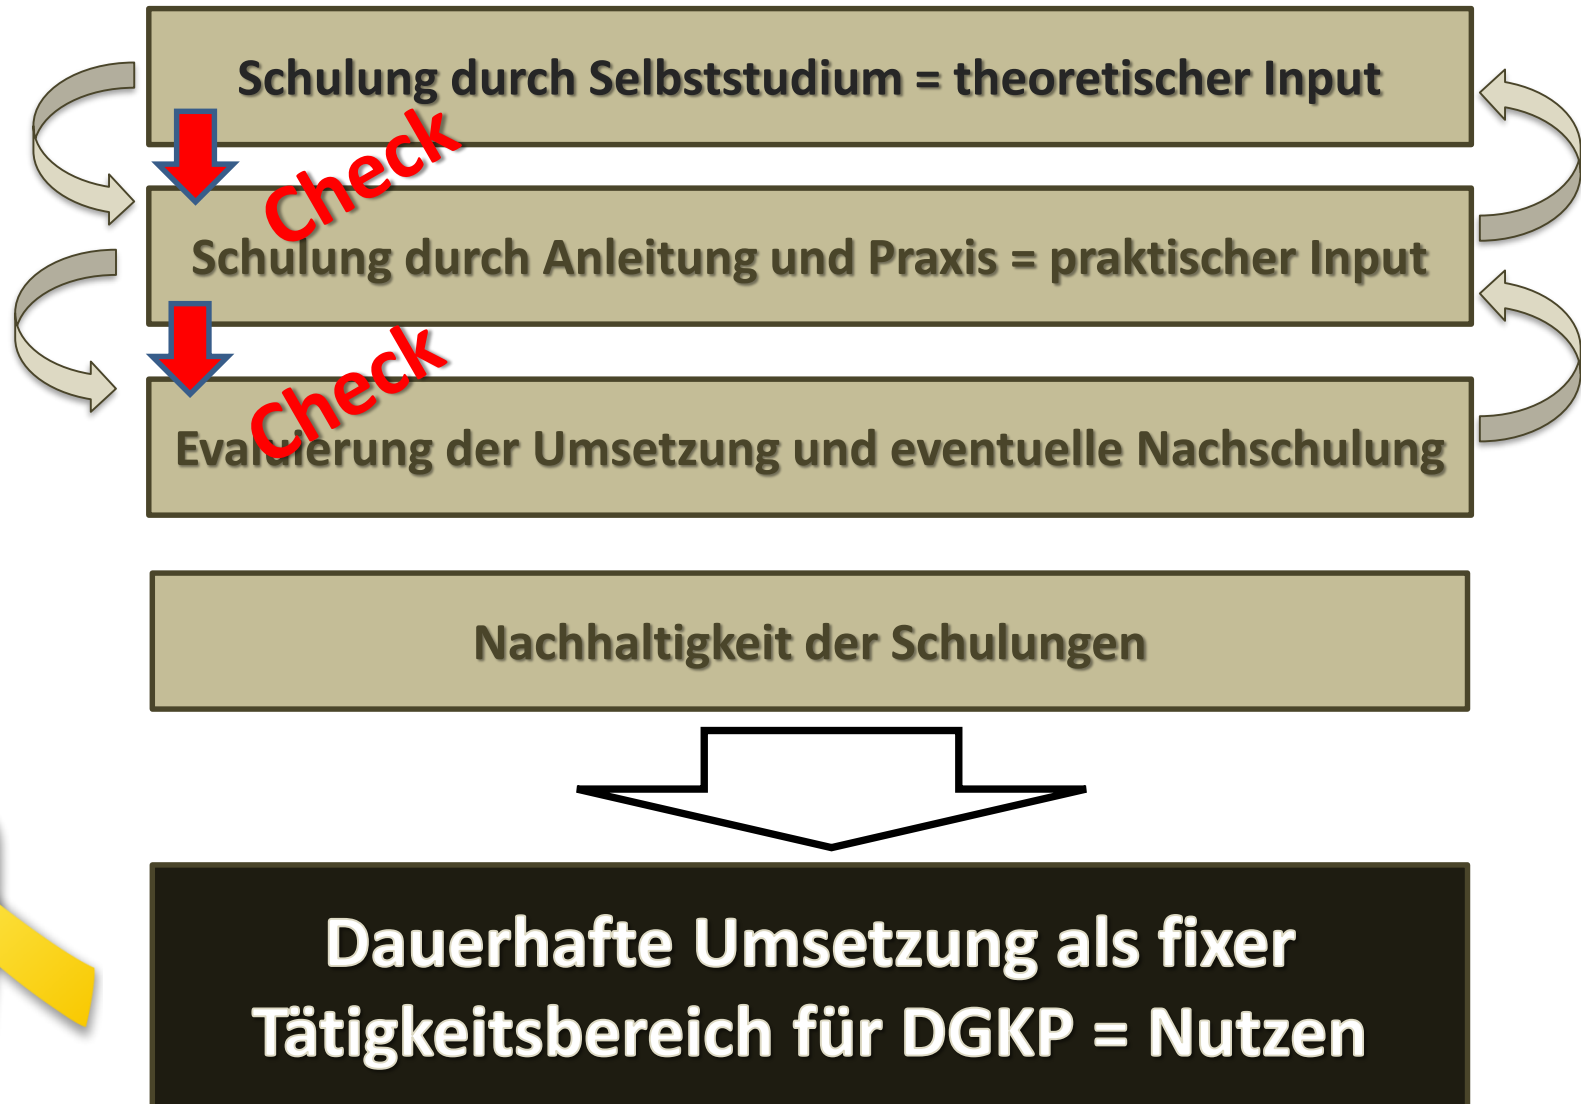 Schulung durch Selbststudium = theoretischer Input
Check
Schulung durch Anleitung und Praxis = praktischer Input
Check
Evaluierung der Umsetzung und eventuelle Nachschulung
Nachhaltigkeit der Schulungen
Dauerhafte Umsetzung als fixer
Tätigkeitsbereich für DGKP = Nutzen